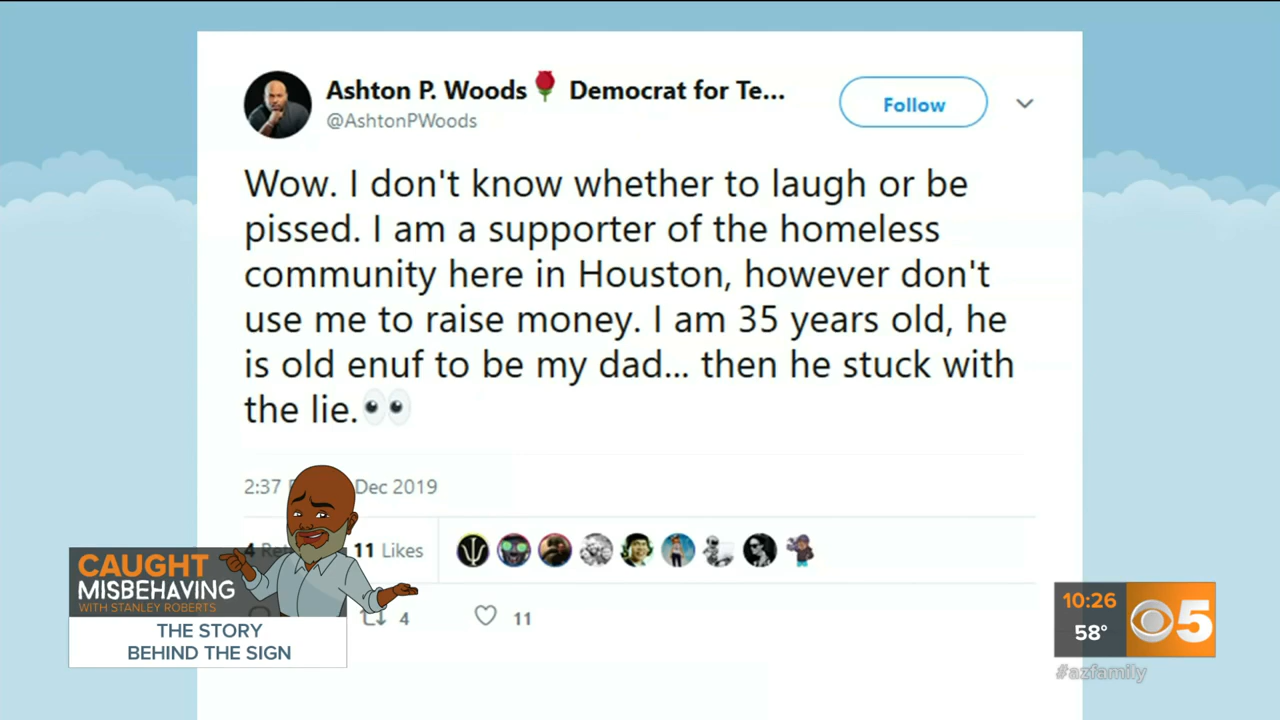 Ashton P. Woods🌹 Democrat for Te...
@AshtonPWoods
Follow
Wow. I don't know whether to laugh or be
pissed. I am a supporter of the homeless
community here in Houston, however don't
use me to raise money. I am 35 years old, he
is old enuf to be my dad... then he stuck with
the lie.👀
2:37 Dec 2019
4 Re 11 Likes
4 11
CAUGHT
MISBEHAVING
WITH STANLEY ROBERTS
THE STORY
BEHIND THE SIGN
10:26
58°
5
#azfamily